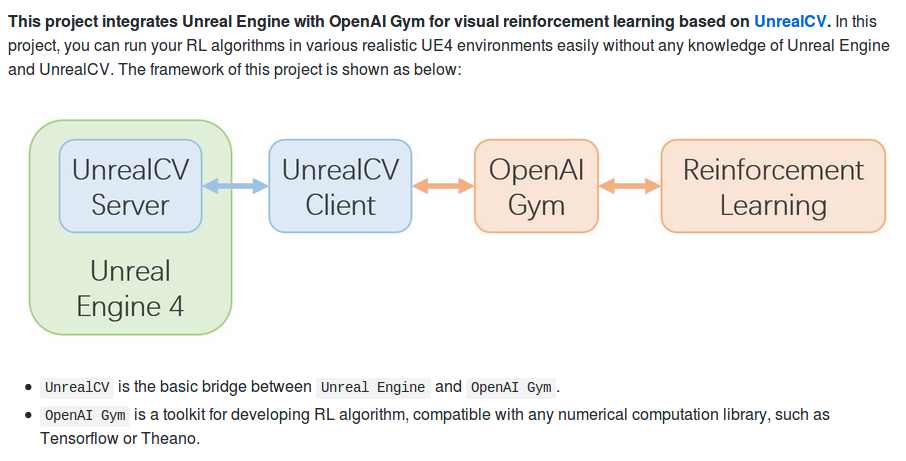 This project integrates Unreal Engine with OpenAI Gym for visual reinforcement learning based on UnrealCV. In this
project, you can run your RL algorithms in various realistic UE4 environments easily without any knowledge of Unreal Engine
and UnrealCV. The framework of this project is shown as below:
UnrealCV
Server
Unreal
Engine 4
UnrealCV
Client
OpenAI
Gym
Reinforcement
Learning
UnrealCV is the basic bridge between Unreal Engine and OpenAI Gym.
OpenAI Gym is a toolkit for developing RL algorithm, compatible with any numerical computation library, such as
Tensorflow or Theano.